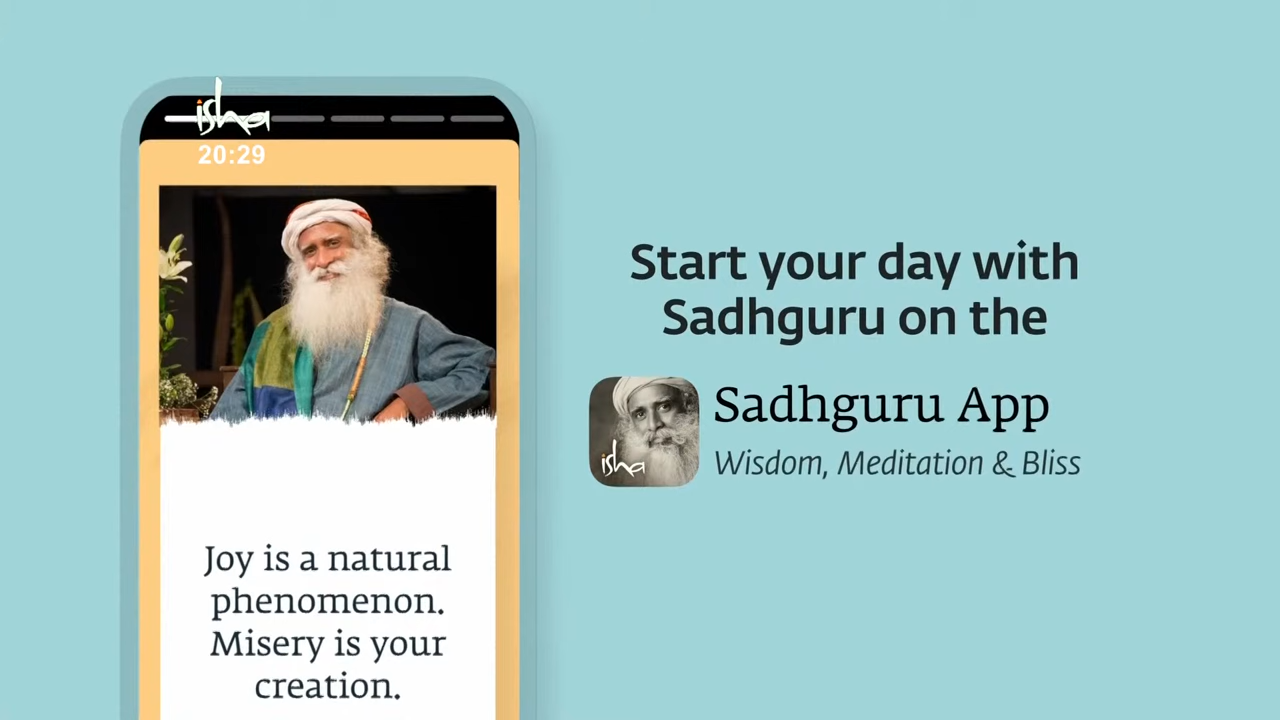 isha
20:29
Joy is a natural
phenomenon.
Misery is your
creation.
Start your day with
Sadhguru on the
isha
Sadhguru App
Wisdom, Meditation & Bliss